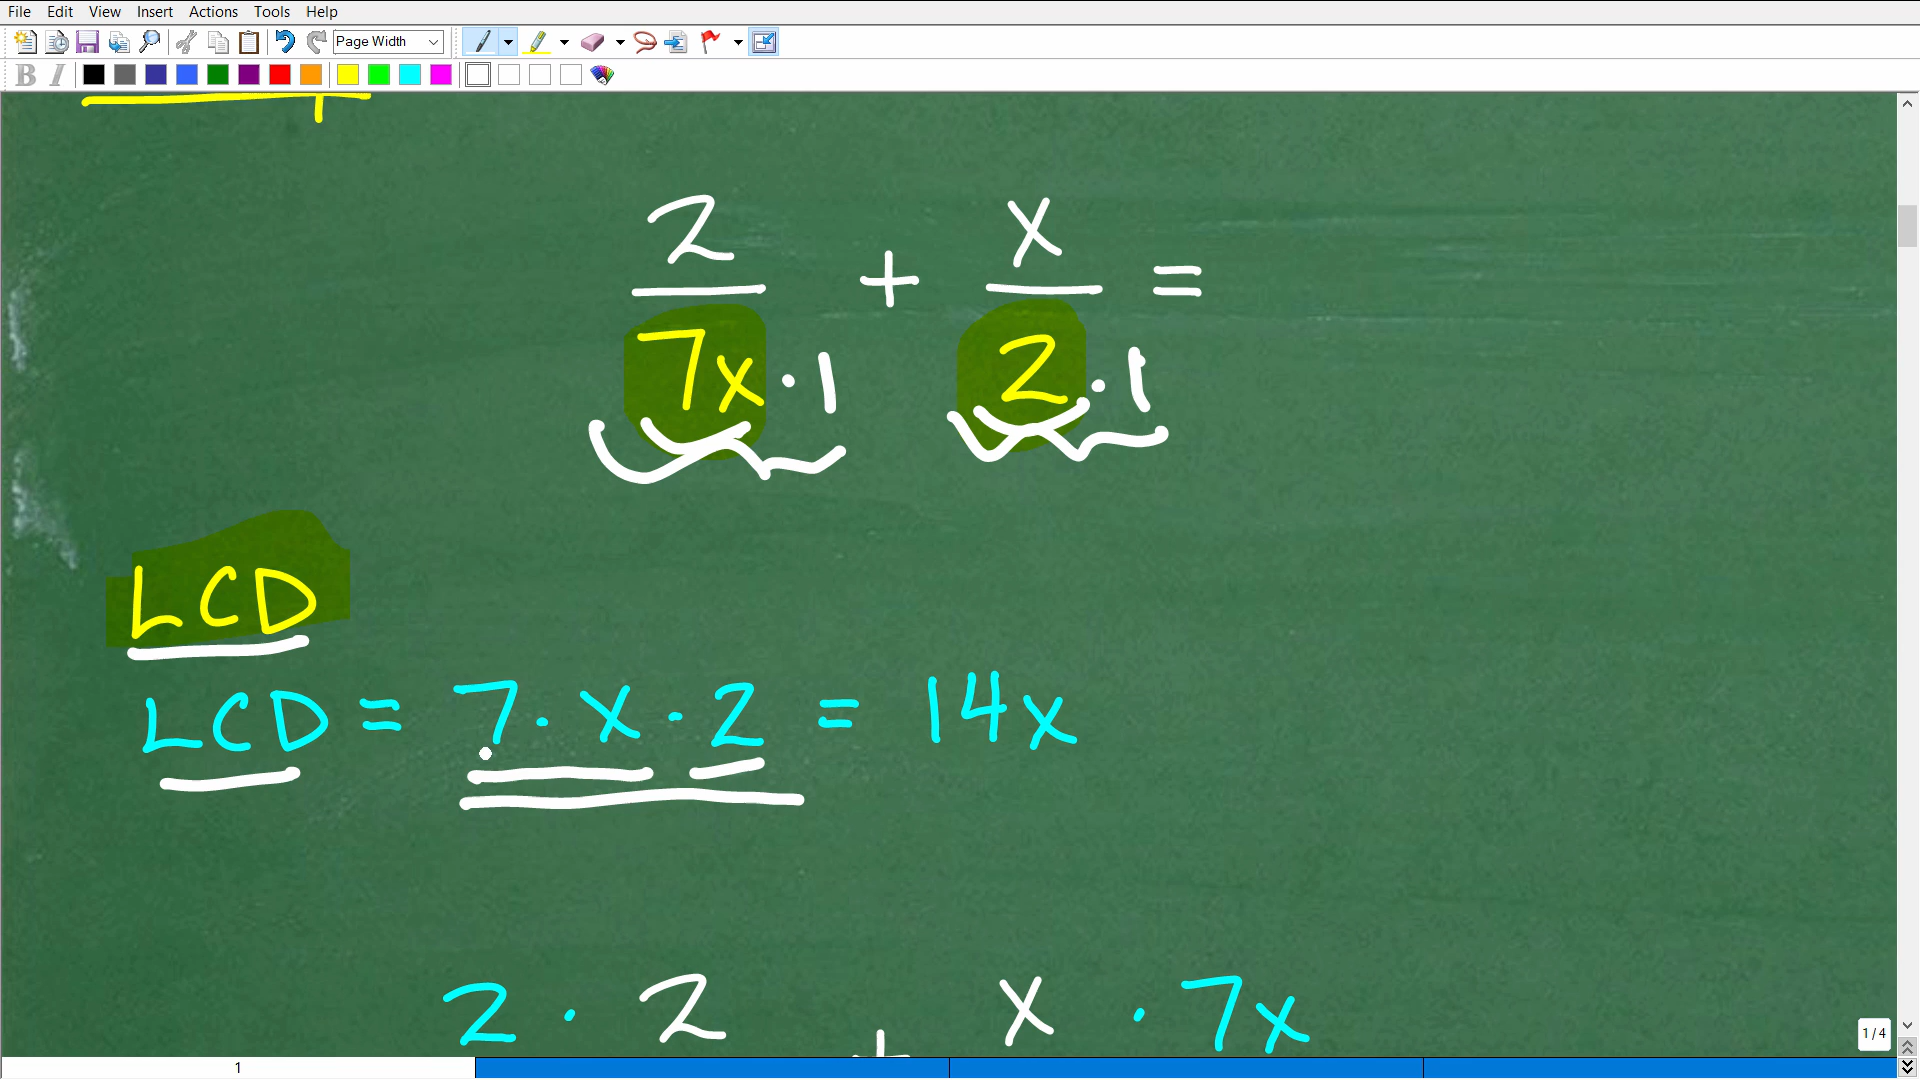 File Edit View Insert Actions Tools Help
Page Width
B I
2 + x =
7x · 1 2 · 1
LCD
LCD = 7 · x · 2 = 14x
2 · 2 + x · 7x
1 / 4
1